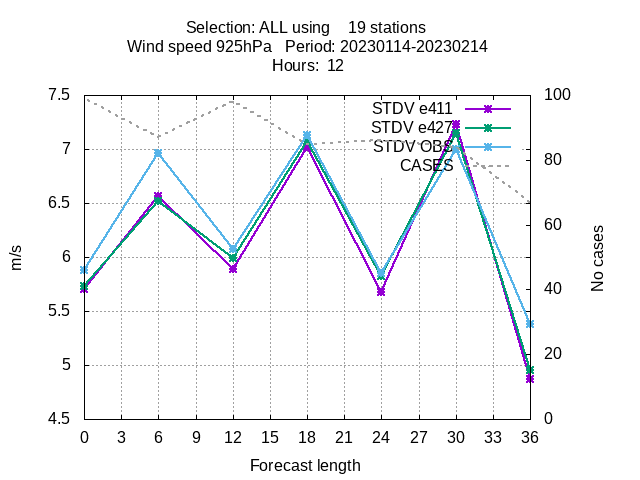 Selection: ALL using 19 stations
Wind speed 925hPa Period: 20230114-20230214
Hours: 12
STDV e411
STDV e427
STDV OBS
CASES
7.5
7
6.5
6
5.5
5
4.5
m/s
100
80
60
40
20
0
No cases
0 3 6 9 12 15 18 21 24 27 30 33 36
Forecast length